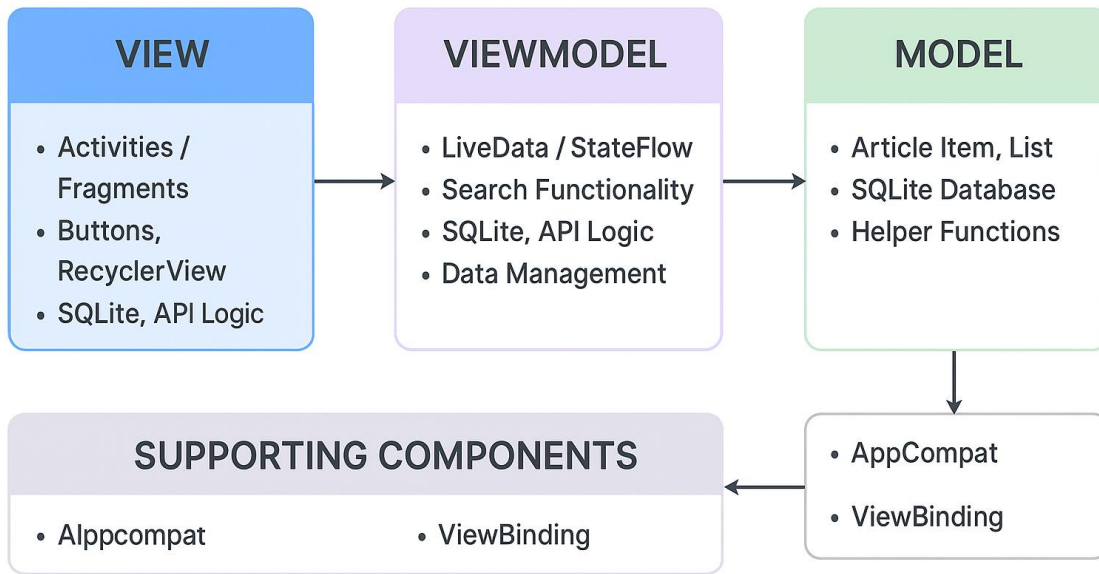 VIEW
• Activities /
Fragments
• Buttons,
RecyclerView
• SQLite, API Logic
VIEWMODEL
• LiveData / StateFlow
• Search Functionality
• SQLite, API Logic
• Data Management
MODEL
• Article Item, List
• SQLite Database
• Helper Functions
• AppCompat
• ViewBinding
SUPPORTING COMPONENTS
• Alppcompat
• ViewBinding